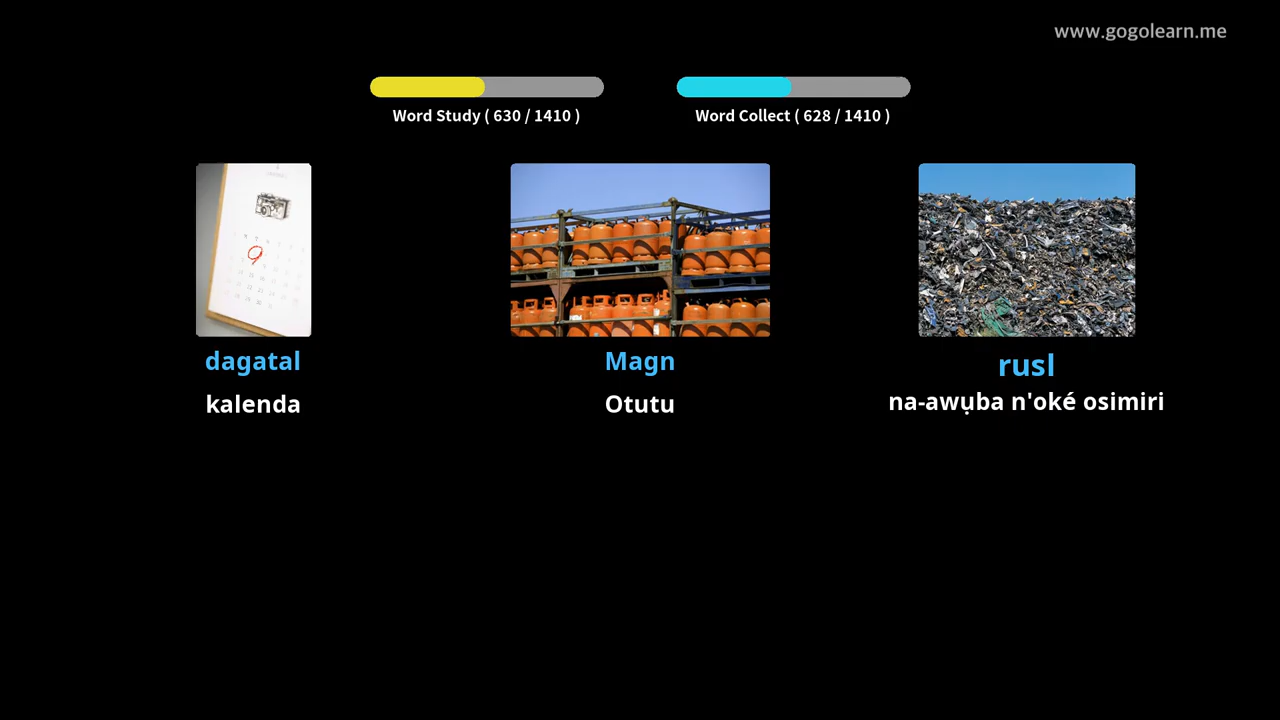 www.gogolearn.me
Word Study ( 630 / 1410 )
Word Collect ( 628 / 1410 )
dagatal
Magn
rusl
kalenda
Otutu
na-awụba n'oké osimiri